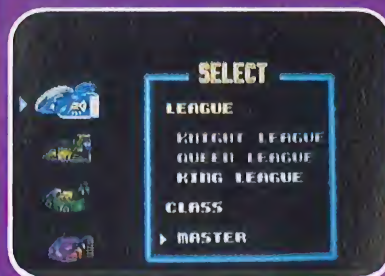 SELECT
LEAGUE
KNIGHT LEAGUE
QUEEN LEAGUE
KING LEAGUE
CLASS
MASTER